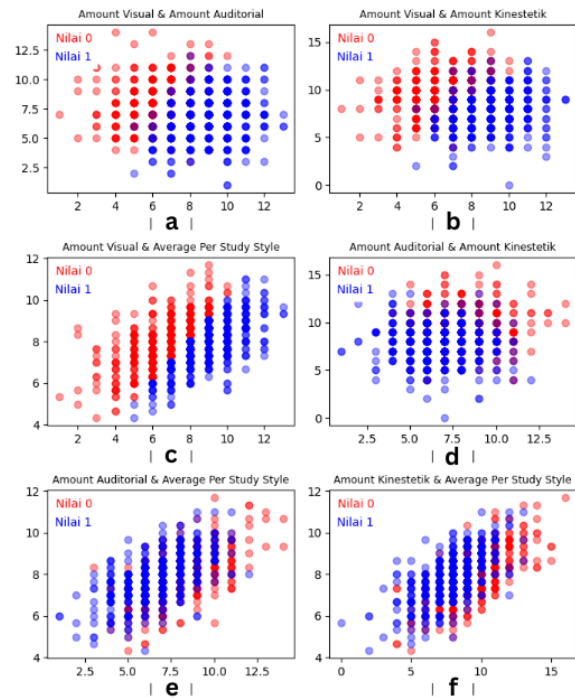 Amount Visual & Amount Auditorial
Nilai 0
Nilai 1
12.5
10.0
7.5
5.0
2.5
2 4 6 8 10 12
| a |
Amount Visual & Amount Kinestetik
Nilai 0
Nilai 1
15
10
5
0
2 4 6 8 10 12
| b |
Amount Visual & Average Per Study Style
Nilai 0
Nilai 1
12
10
8
6
4
2 4 6 8 10 12
| c |
Amount Auditorial & Amount Kinestetik
Nilai 0
Nilai 1
15
10
5
0
2.5 5.0 7.5 10.0 12.5
| d |
Amount Auditorial & Average Per Study Style
Nilai 0
Nilai 1
12
10
8
6
4
2.5 5.0 7.5 10.0 12.5
| e |
Amount Kinestetik & Average Per Study Style
Nilai 0
Nilai 1
12
10
8
6
4
0 5 10 15
| f |